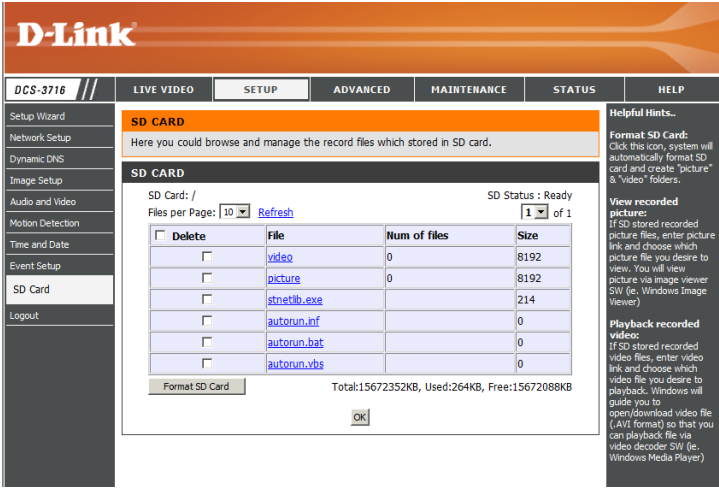 D-Link
DCS-3716
LIVE VIDEO
SETUP
ADVANCED
MAINTENANCE
STATUS
HELP
Setup Wizard
Network Setup
Dynamic DNS
Image Setup
Audio and Video
Motion Detection
Time and Date
Event Setup
SD Card
Logout
SD CARD
Here you could browse and manage the record files which stored in SD card.
SD CARD
SD Card: / SD Status : Ready
Files per Page: 10 Refresh 1 of 1
Delete File Num of files Size
video 0 8192
picture 0 8192
stnetlib.exe 214
autorun.inf 0
autorun.bat 0
autorun.vbs 0
Format SD Card Total:15672352KB, Used:264KB, Free:15672088KB
OK
Helpful Hints..
Format SD Card:
Click this icon, system will
automatically format SD
card and create "picture"
& "video" folders.
View recorded
picture:
If SD stored recorded
picture files, enter picture
link and choose which
picture file you desire to
view. You will view
picture via image viewer
SW (ie. Windows Image
Viewer)
Playback recorded
video:
If SD stored recorded
video files, enter video
link and choose which
video file you desire to
playback. Windows will
guide you to
open/download video file
(.AVI format) so that you
can playback file via
video decoder SW (ie.
Windows Media Player)